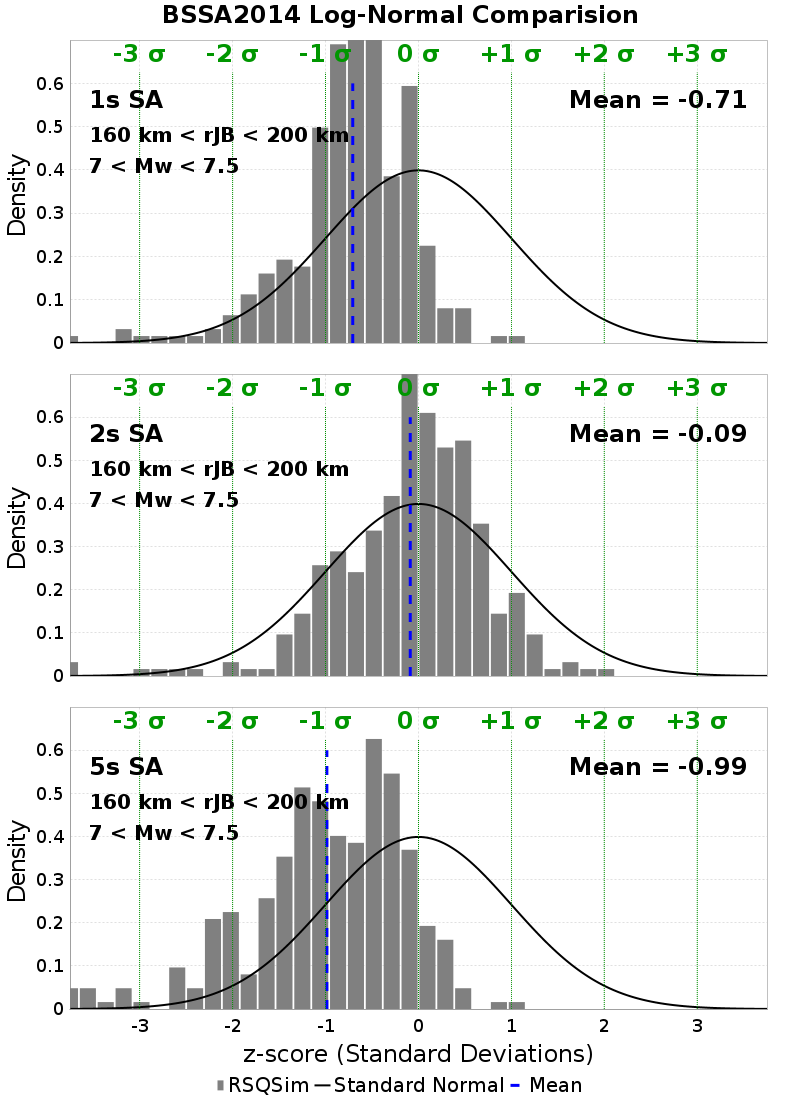 BSSA2014 Log-Normal Comparision
-3 σ -2 σ -1 σ 0 σ +1 σ +2 σ +3 σ
1s SA Mean = -0.71
160 km < rJB < 200 km
7 < Mw < 7.5
Density
0.6
0.5
0.4
0.3
0.2
0.1
0
-3 σ -2 σ -1 σ 0 σ +1 σ +2 σ +3 σ
2s SA Mean = -0.09
160 km < rJB < 200 km
7 < Mw < 7.5
Density
0.6
0.5
0.4
0.3
0.2
0.1
0
-3 σ -2 σ -1 σ 0 σ +1 σ +2 σ +3 σ
5s SA Mean = -0.99
160 km < rJB < 200 km
7 < Mw < 7.5
Density
0.6
0.5
0.4
0.3
0.2
0.1
0
-3 -2 -1 0 1 2 3
z-score (Standard Deviations)
RSQSim Standard Normal Mean